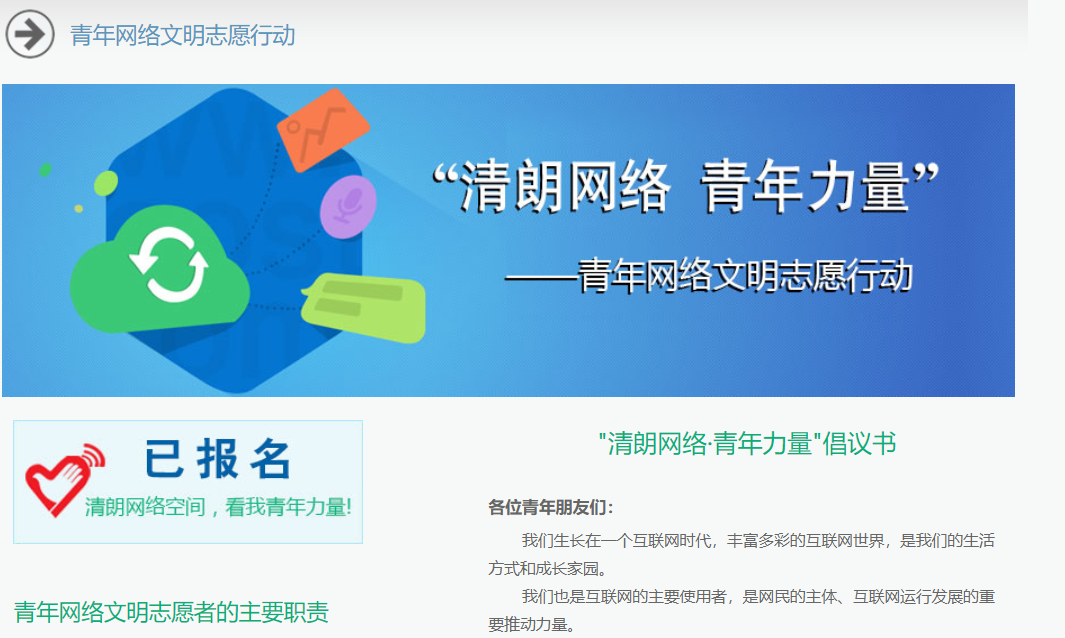 青年网络文明志愿行动
“清朗网络 青年力量”
——青年网络文明志愿行动
已报名
清朗网络空间，看我青年力量!
青年网络文明志愿者的主要职责
"清朗网络·青年力量"倡议书
各位青年朋友们：
我们生长在一个互联网时代，丰富多彩的互联网世界，是我们的生活
方式和成长家园。
我们也是互联网的主要使用者，是网民的主体、互联网运行发展的重
要推动力量。